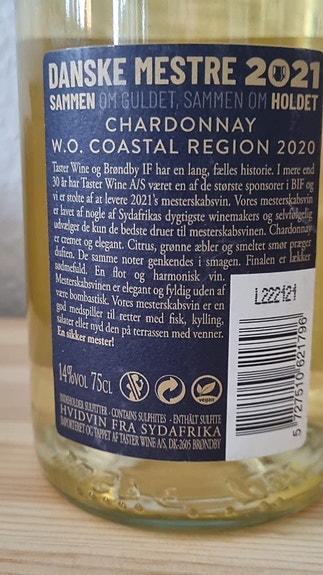 DANSKE MESTRE 2021
SAMMEN OM GULDET, SAMMEN OM HOLDET
CHARDONNAY
W.O. COASTAL REGION 2020
Taster Wine og Brøndby IF har en lang, fælles historie. I mere end
30 år har Taster Wine A/S været en af de største sponsorer i BIF og
vi er stolte af at levere 2021's mesterskabsvin. Vores mesterskabsvin
er lavet af nogle af Sydafrikas dygtigste winemakers og selvfølgelig
udvælger de kun de bedste druer til mesterskabsvinen. Chardonnay
er cremet og elegant. Citrus, grønne æbler og smeltet smør præger
duften. De samme noter genkendes i smagen. Finalen er lækker
sødmefuld. En flot og harmonisk vin.
Mesterskabsvinen er elegant og fyldig uden af
være bombastisk. Vores mesterskabsvin er en
god medspiller til retter med fisk, kylling,
salater eller nyd den på terrassen med venner.
En sikker mester!
L222121
14%VOL 75CL
vegan
INDEHOLDER SULFITTER - CONTAINS SULPHITES - ENTHÄLT SULFITE
HVIDVIN FRA SYDAFRIKA
IMPORTERET OG TAPPET AF TASTER WINE A/S, DK-2605 BRØNDBY
5 727510 621796